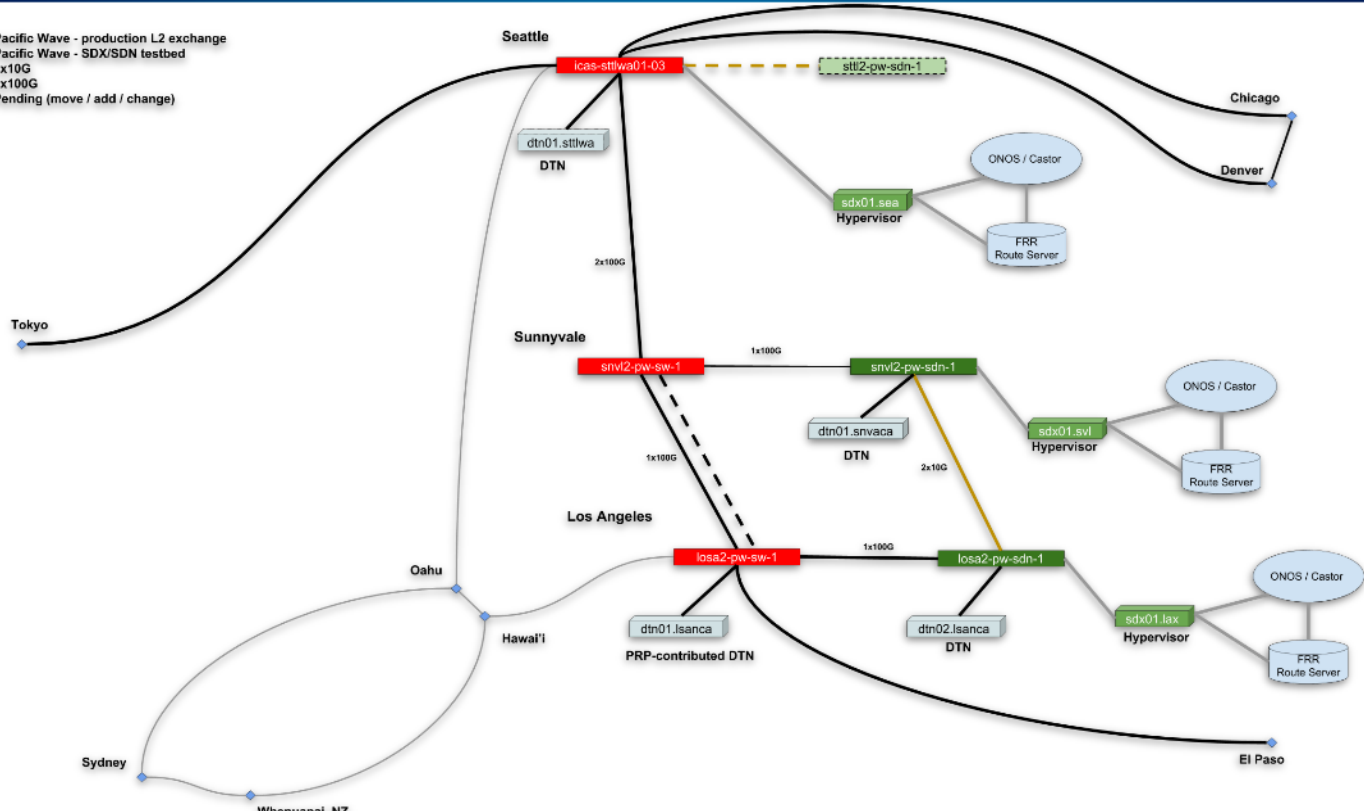 Pacific Wave - production L2 exchange
Pacific Wave - SDX/SDN testbed
x10G
x100G
Pending (move / add / change)
Seattle
icas-sttlwa01-03
sttl2-pw-sdn-1
Chicago
dtn01.sttlwa
DTN
ONOS / Castor
Denver
sdx01.sea
Hypervisor
FRR
Route Server
2x100G
Tokyo
Sunnyvale
1x100G
snvl2-pw-sw-1
snvl2-pw-sdn-1
ONOS / Castor
dtn01.snvaca
DTN
sdx01.svl
Hypervisor
1x100G
2x10G
FRR
Route Server
Los Angeles
1x100G
losa2-pw-sw-1
losa2-pw-sdn-1
Oahu
ONOS / Castor
Hawai'i
dtn01.lsanca
PRP-contributed DTN
dtn02.lsanca
DTN
sdx01.lax
Hypervisor
FRR
Route Server
Sydney
El Paso
NZ